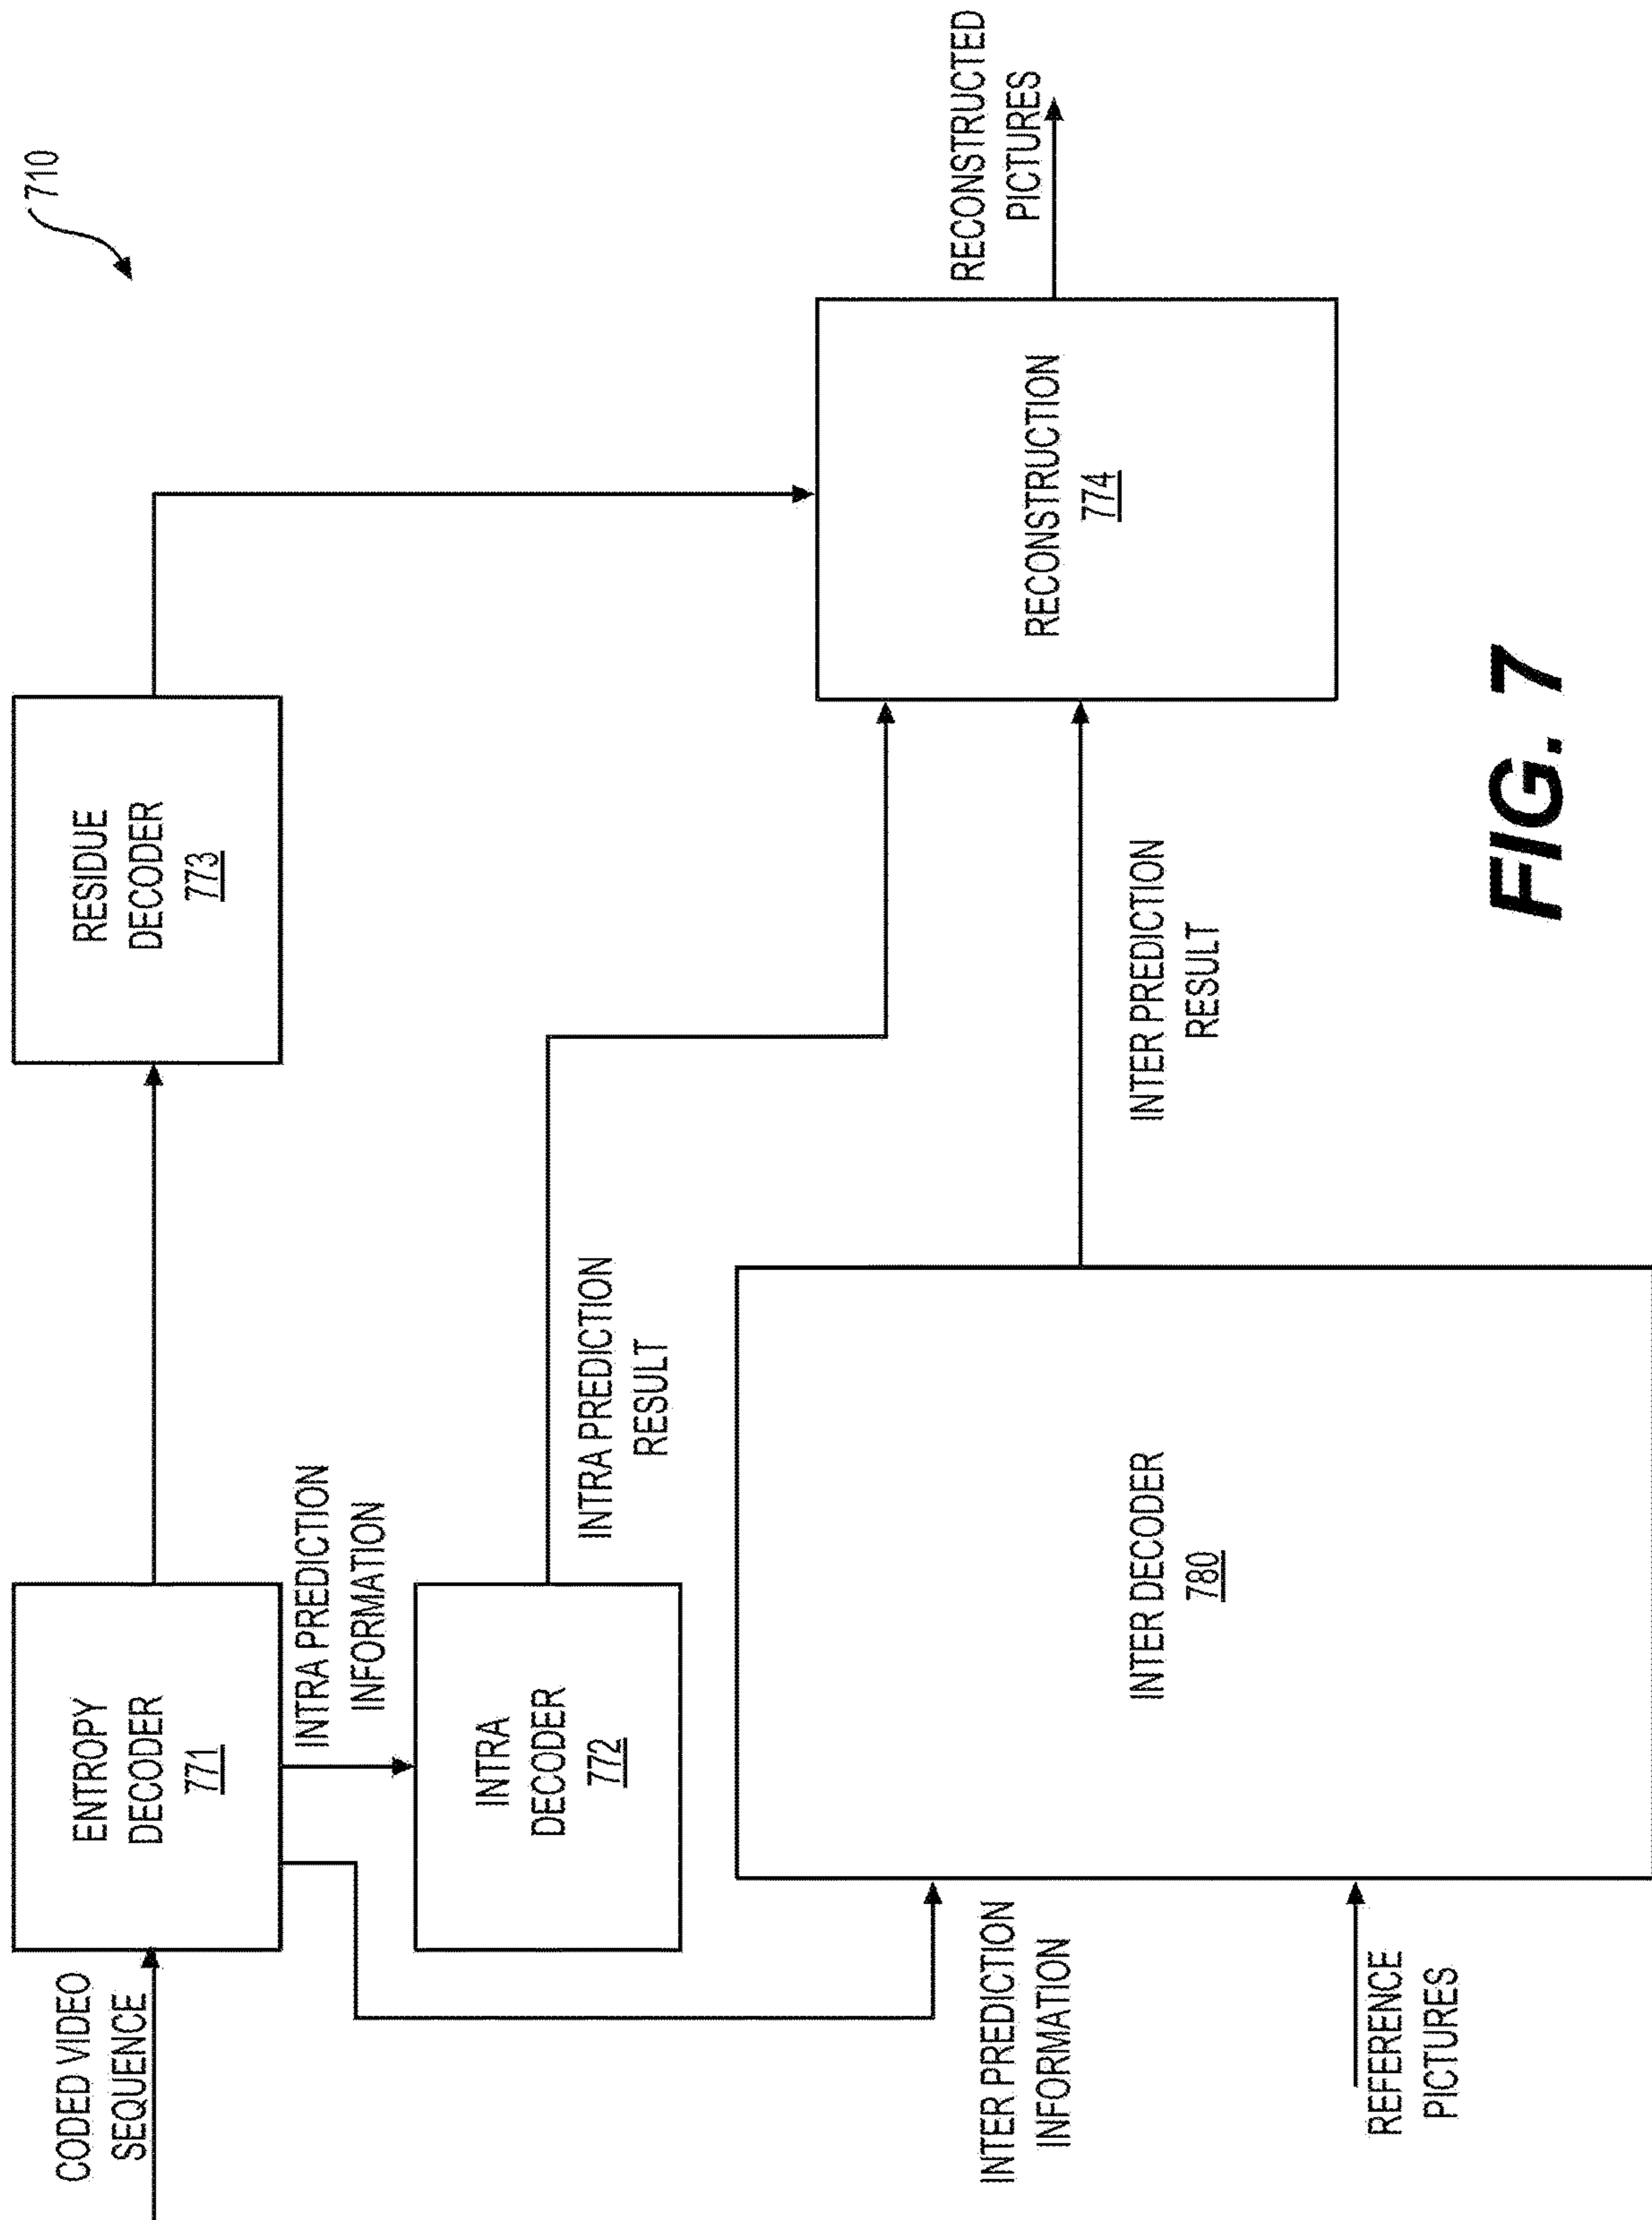 710
CODED VIDEO
SEQUENCE
ENTROPY
DECODER
771
RESIDUE
DECODER
773
INTRA PREDICTION
INFORMATION
INTRA
DECODER
772
INTRA PREDICTION
RESULT
RECONSTRUCTED
PICTURES
RECONSTRUCTION
774
INTER PREDICTION
INFORMATION
INTER DECODER
780
INTER PREDICTION
RESULT
REFERENCE
PICTURES
FIG. 7